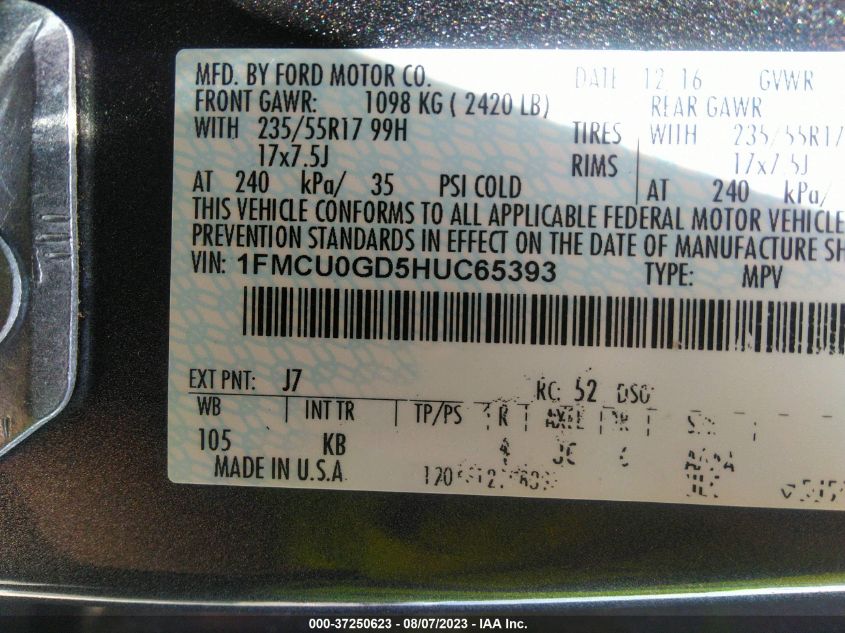 MFD. BY FORD MOTOR CO. DATE 12 16 GVWR
FRONT GAWR: 1098 KG ( 2420 LB) REAR GAWR
WITH 235/55R17 99H TIRES WITH 235/55R17
17x7.5J RIMS 17x7.5J
AT 240 kPa/ 35 PSI COLD AT 240 kPa/
THIS VEHICLE CONFORMS TO ALL APPLICABLE FEDERAL MOTOR VEHICLE
PREVENTION STANDARDS IN EFFECT ON THE DATE OF MANUFACTURE SH
VIN: 1FMCU0GD5HUC65393 TYPE: MPV
EXT PNT: J7 RC: 52 DSO
WB INT TR TP/PS R AXLE
105 KB 4
MADE IN U.S.A
000-37250623 - 08/07/2023 - IAA Inc.